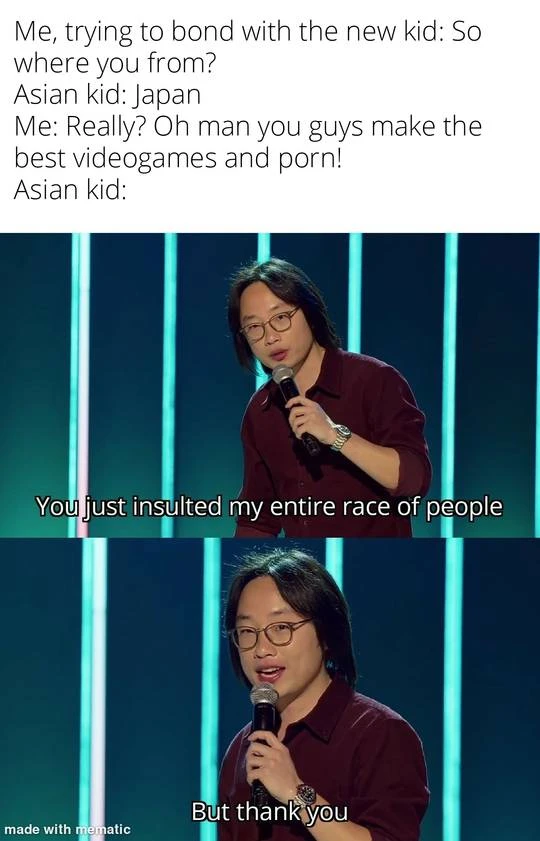 Me, trying to bond with the new kid: So
where you from?
Asian kid: Japan
Me: Really? Oh man you guys make the
best videogames and porn!
Asian kid:
You just insulted my entire race of people
But thank you
made with mematic